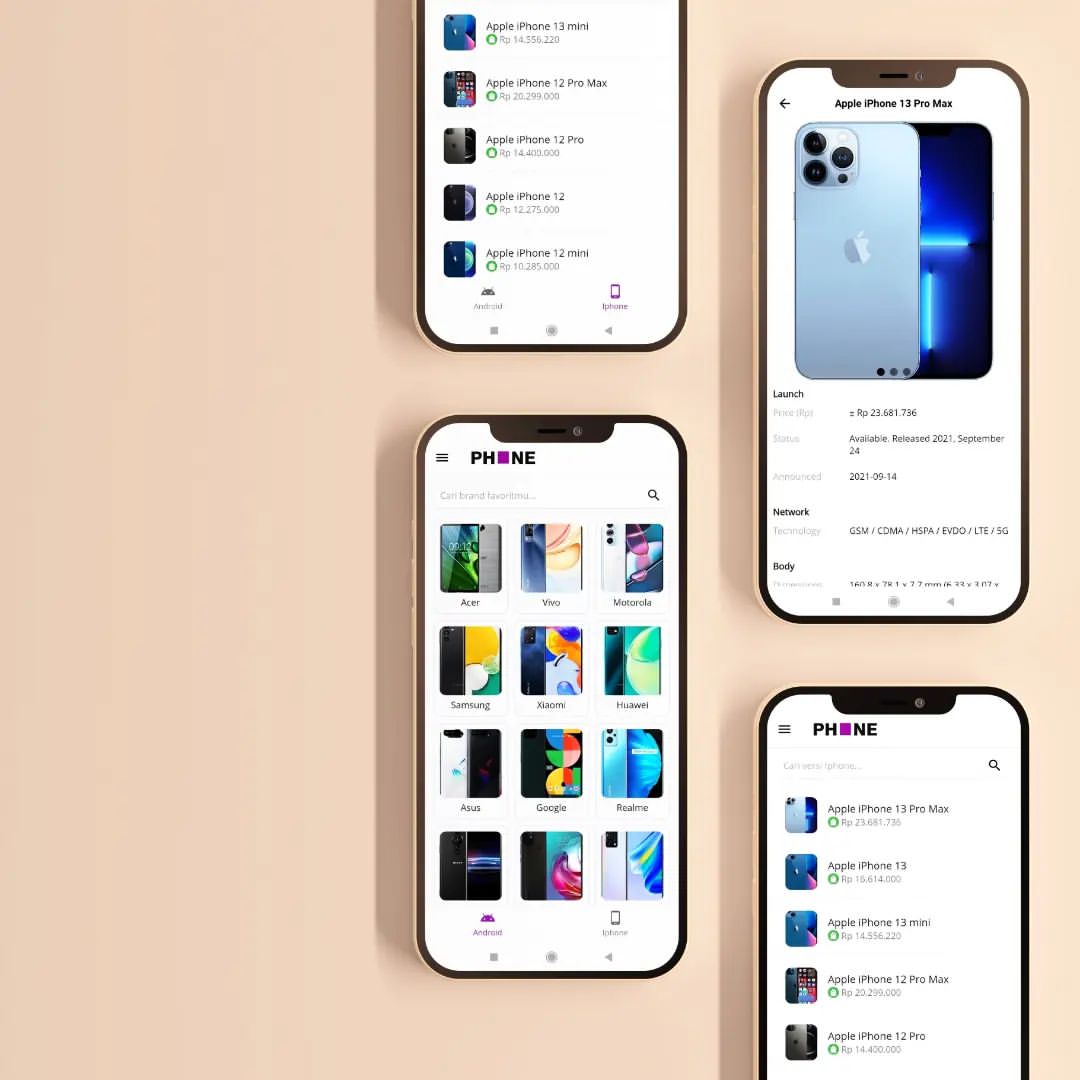 Apple iPhone 13 mini
Rp 14.556.220
Apple iPhone 12 Pro Max
Rp 20.299.000
Apple iPhone 12 Pro
Rp 14.400.000
Apple iPhone 12
Rp 12.275.000
Apple iPhone 12 mini
Rp 10.285.000
Android
Iphone
Apple iPhone 13 Pro Max
Launch
Price (Rp)
± Rp 23.681.736
Status
Available. Released 2021, September
24
Announced
2021-09-14
Network
Technology
GSM / CDMA / HSPA / EVDO / LTE / 5G
Body
Dimensions
160.8 x 78.1 x 7.7 mm (6.33 x 3.07 x
PHONE
Cari brand favoritmu...
09:12
Acer
Vivo
Motorola
Samsung
Xiaomi
Huawei
Asus
Google
Realme
SONY
Android
Iphone
PHONE
Cari versi Iphone...
Apple iPhone 13 Pro Max
Rp 23.681.736
Apple iPhone 13
Rp 16.614.000
Apple iPhone 13 mini
Rp 14.556.220
Apple iPhone 12 Pro Max
Rp 20.299.000
Apple iPhone 12 Pro
Rp 14.400.000